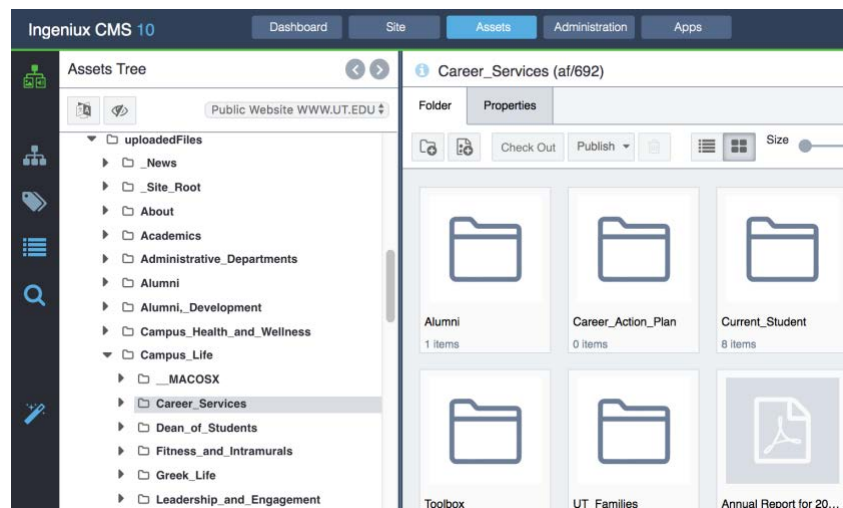 Ingeniux CMS 10
Dashboard
Site
Assets
Administration
Apps
Assets Tree
Public Website WWW.UT.EDU
uploadedFiles
_News
_Site_Root
About
Academics
Administrative_Departments
Alumni
Alumni,_Development
Campus_Health_and_Wellness
Campus_Life
__MACOSX
Career_Services
Dean_of_Students
Fitness_and_Intramurals
Greek_Life
Leadership_and_Engagement
Career_Services (af/692)
Folder
Properties
Check Out
Publish
Size
Alumni
1 items
Career_Action_Plan
0 items
Current_Student
8 items
Toolbox
UT_Families
Annual Report for 20...